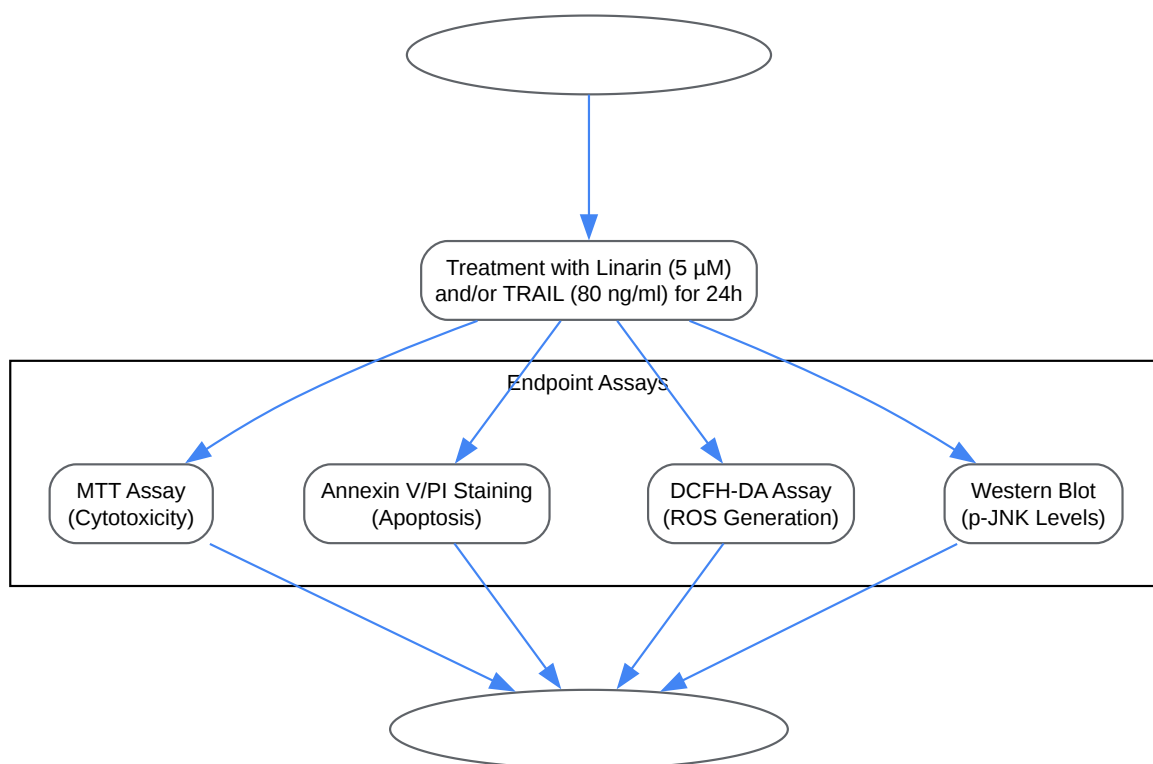 Treatment with Linarin (5 µM)
and/or TRAIL (80 ng/ml) for 24h
Endpoint Assays
MTT Assay
(Cytotoxicity)
Annexin V/PI Staining
(Apoptosis)
DCFH-DA Assay
(ROS Generation)
Western Blot
(p-JNK Levels)